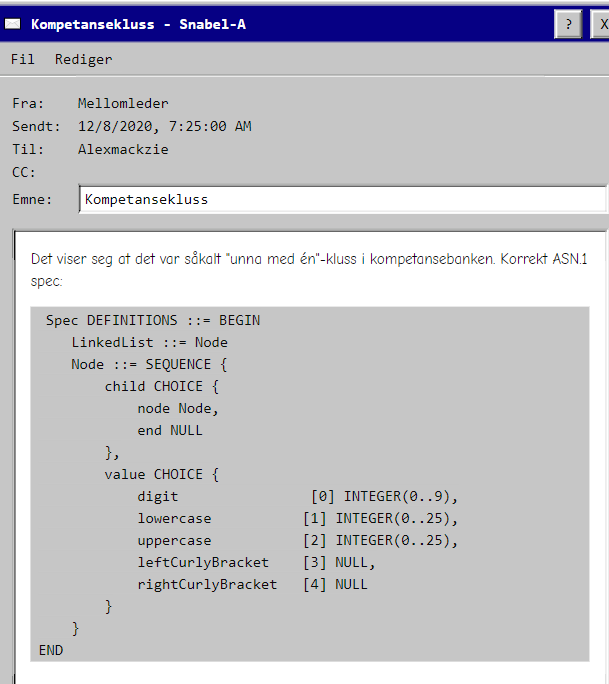 Kompetansekluss - Snabel-A
? X
Fil Rediger
Fra: Mellomleder
Sendt: 12/8/2020, 7:25:00 AM
Til: Alexmackzie
CC:
Emne: Kompetansekluss
Det viser seg at det var såkalt "unna med én"-kluss i kompetansebanken. Korrekt ASN.1
spec:
Spec DEFINITIONS ::= BEGIN
LinkedList ::= Node
Node ::= SEQUENCE {
child CHOICE {
node Node,
end NULL
},
value CHOICE {
digit [0] INTEGER(0..9),
lowercase [1] INTEGER(0..25),
uppercase [2] INTEGER(0..25),
leftCurlyBracket [3] NULL,
rightCurlyBracket [4] NULL
}
}
END